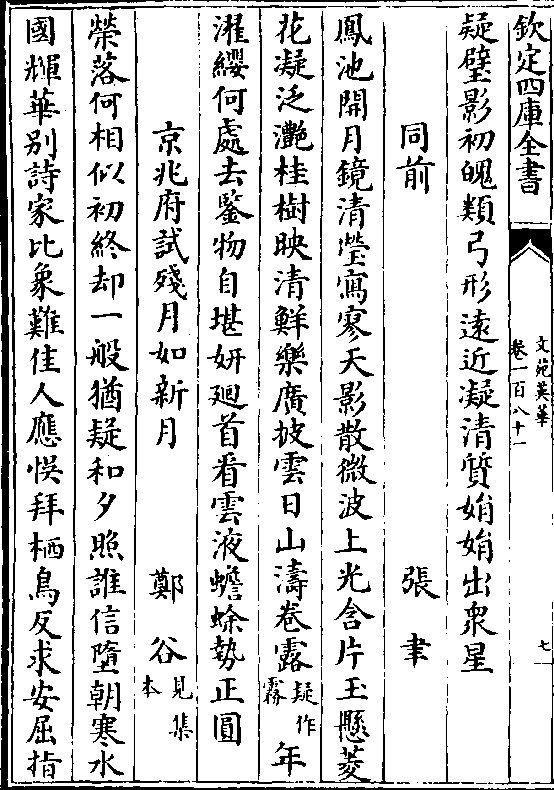 欽定四庫全書
文苑英華
卷一百八十一
七
疑璧影初魄類弓形遠近凝清質娟娟出衆星
同前 張聿
鳳池開月鏡清瑩寫寥天影散微波上光含片玉懸菱
花凝泛灔桂樹映清鮮樂廣披雲日山濤卷露疑作霧年
濯纓何處去鑒物自堪妍廻首看雲液蟾蜍勢正圓
京兆府試殘月如新月 鄭谷見集本
榮落何相似初終却一般猶疑和夕照誰信墮朝寒水
國輝華别詩家比象難佳人應悮拜栖鳥反求安屈指